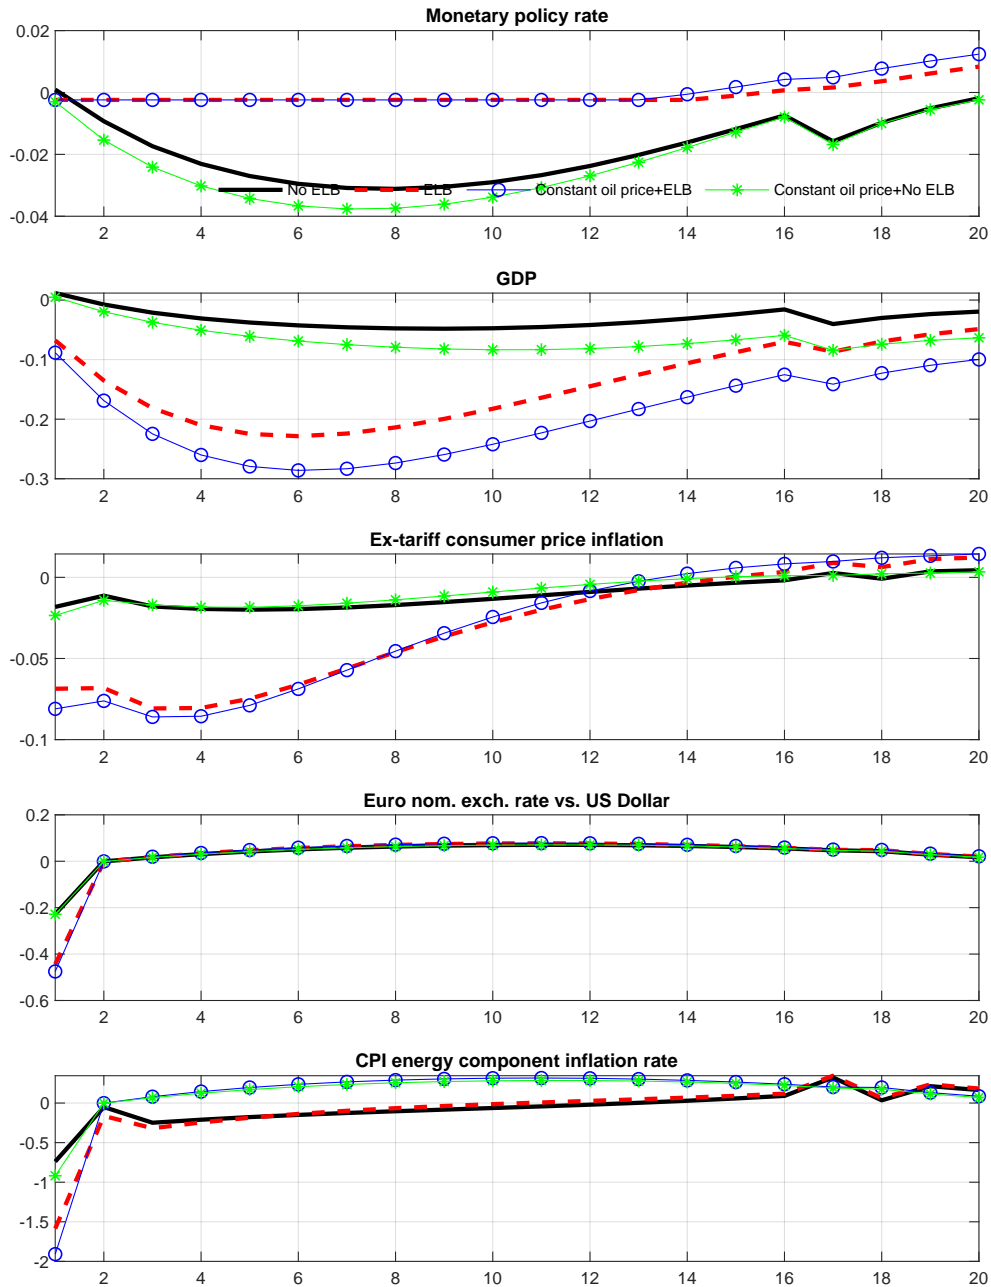 Monetary policy rate
0.02
0
-0.02
-0.04
No ELB ELB Constant oil price+ELB Constant oil price+No ELB
2 4 6 8 10 12 14 16 18 20
GDP
0
-0.1
-0.2
-0.3
2 4 6 8 10 12 14 16 18 20
Ex-tariff consumer price inflation
0
-0.05
-0.1
2 4 6 8 10 12 14 16 18 20
Euro nom. exch. rate vs. US Dollar
0.2
0
-0.2
-0.4
-0.6
2 4 6 8 10 12 14 16 18 20
CPI energy component inflation rate
0
-0.5
-1
-1.5
-2
2 4 6 8 10 12 14 16 18 20